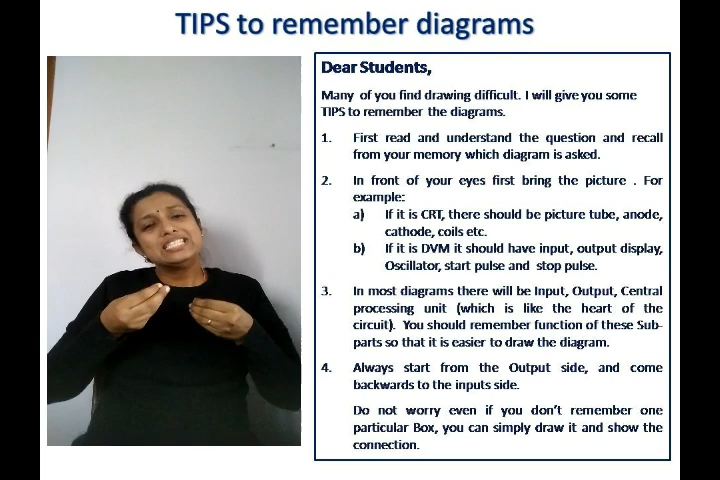 TIPS to remember diagrams
Dear Students,
Many of you find drawing difficult. I will give you some
TIPS to remember the diagrams.
1. First read and understand the question and recall
from your memory which diagram is asked.
2. In front of your eyes first bring the picture . For
example:
a) If it is CRT, there should be picture tube, anode,
cathode, coils etc.
b) If it is DVM it should have input, output display,
Oscillator, start pulse and stop pulse.
3. In most diagrams there will be Input, Output, Central
processing unit (which is like the heart of the
circuit). You should remember function of these Sub-
parts so that it is easier to draw the diagram.
4. Always start from the Output side, and come
backwards to the inputs side.
Do not worry even if you don't remember one
particular Box, you can simply draw it and show the
connection.